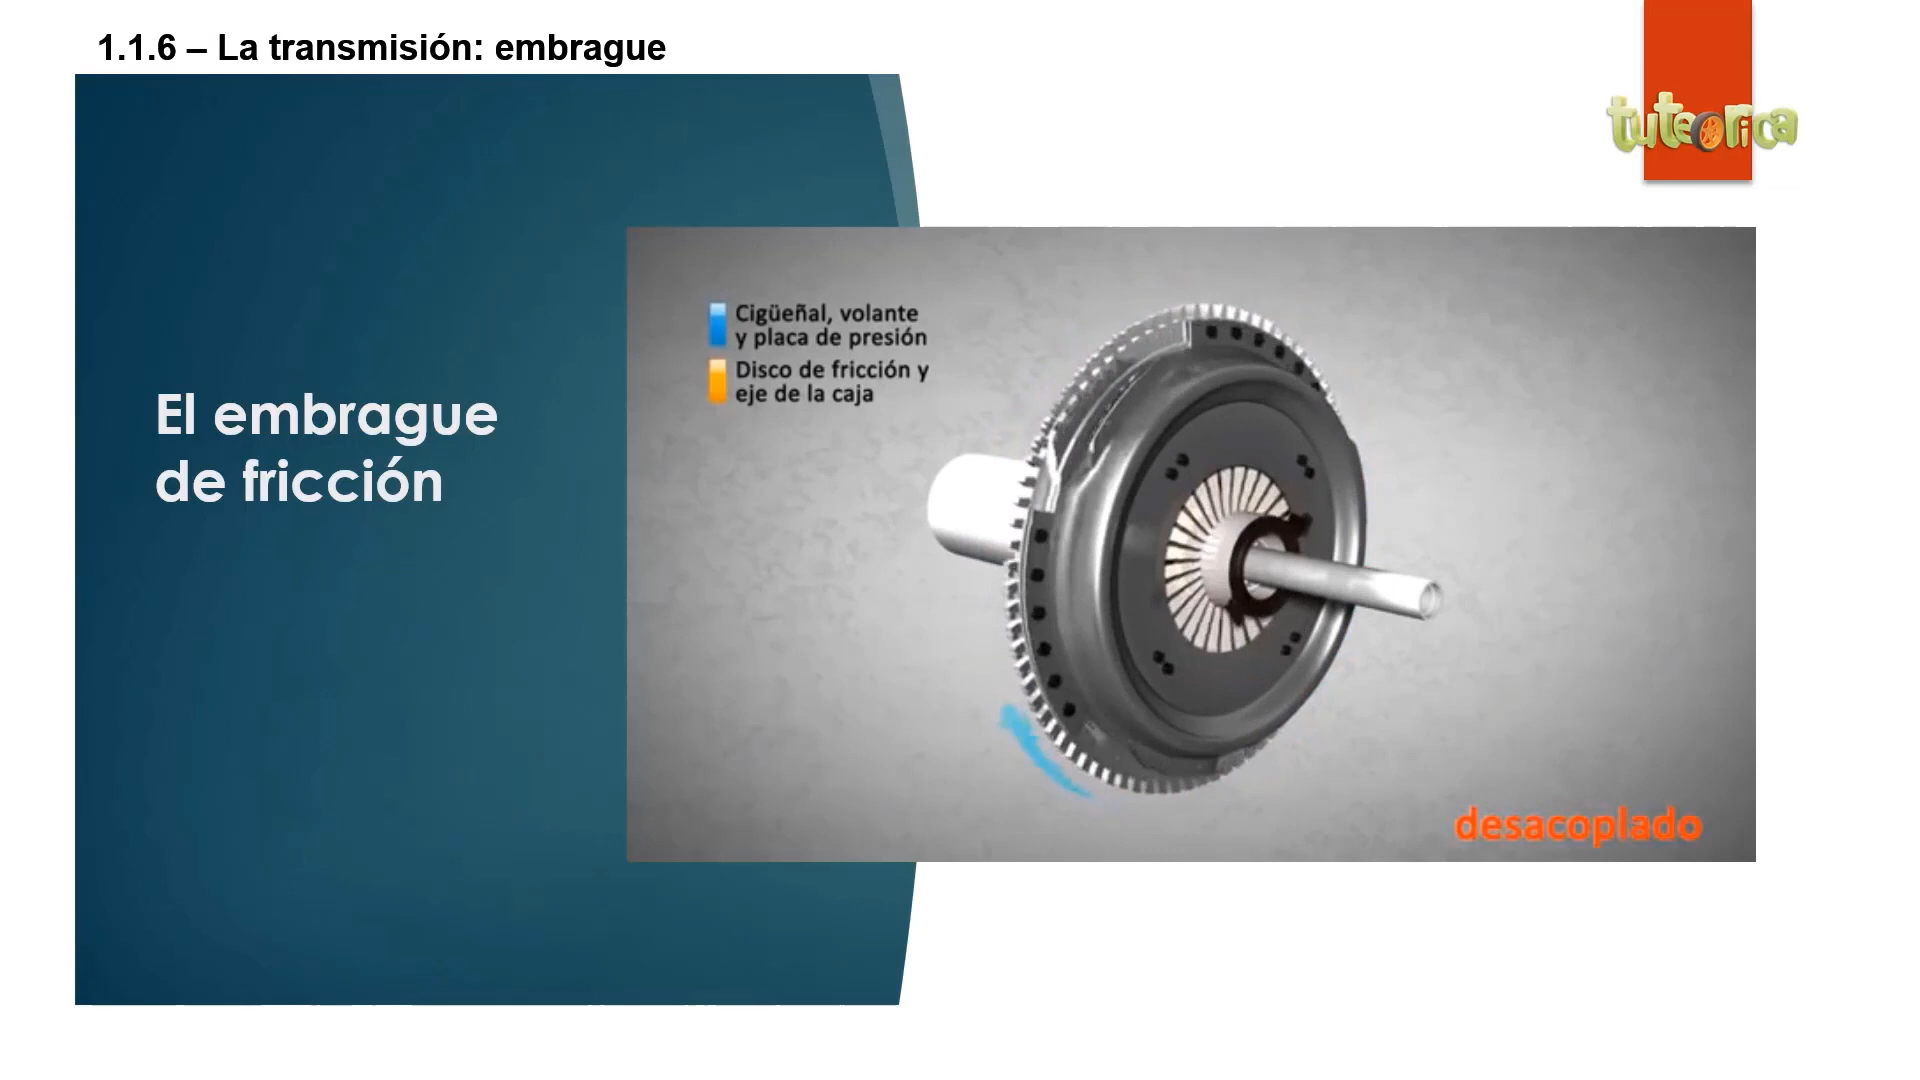 1.1.6 – La transmisión: embrague
tuteorica
El embrague
de fricción
Cigüeñal, volante
y placa de presión
Disco de fricción y
eje de la caja
desacoplado